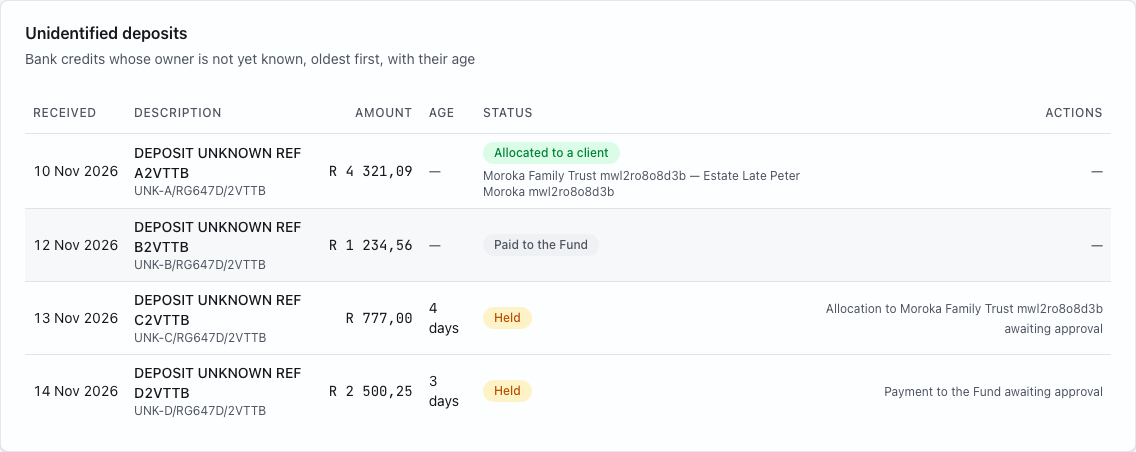 Unidentified deposits
Bank credits whose owner is not yet known, oldest first, with their age
RECEIVED DESCRIPTION AMOUNT AGE STATUS ACTIONS
10 Nov 2026 DEPOSIT UNKNOWN REF A2VTTB UNK-A/RG647D/2VTTB R 4 321,09 — Allocated to a client —
Moroka Family Trust mwl2ro8o8d3b — Estate Late Peter
Moroka mwl2ro8o8d3b
12 Nov 2026 DEPOSIT UNKNOWN REF B2VTTB UNK-B/RG647D/2VTTB R 1 234,56 — Paid to the Fund —
13 Nov 2026 DEPOSIT UNKNOWN REF C2VTTB UNK-C/RG647D/2VTTB R 777,00 4 days Held Allocation to Moroka Family Trust mwl2ro8o8d3b
awaiting approval
14 Nov 2026 DEPOSIT UNKNOWN REF D2VTTB UNK-D/RG647D/2VTTB R 2 500,25 3 days Held Payment to the Fund awaiting approval